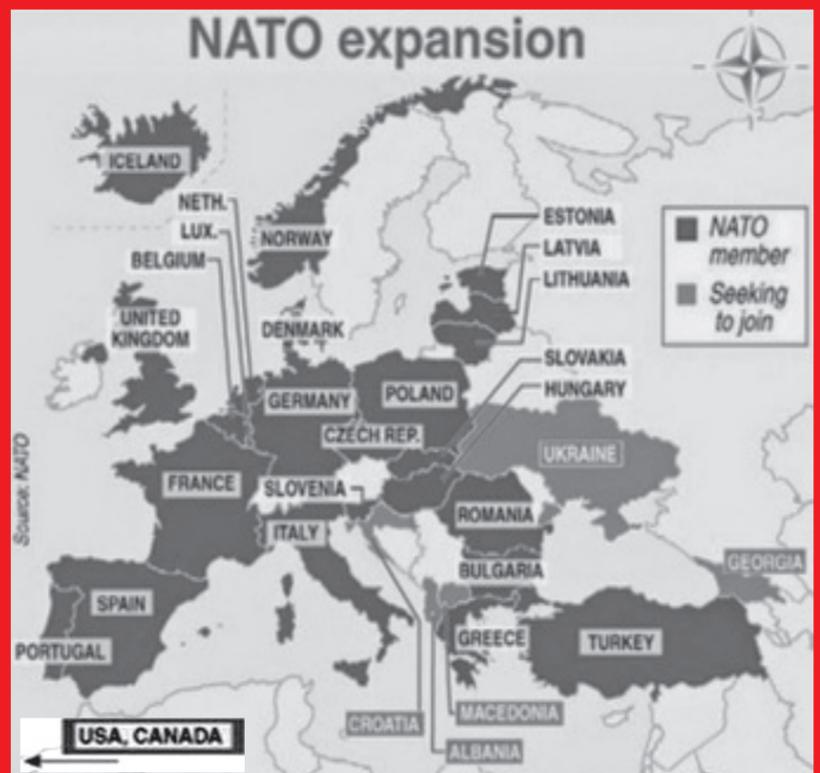 NATO expansion
ICELAND
NETH.
LUX.
BELGIUM
NORWAY
ESTONIA
LATVIA
LITHUANIA
NATO
member
Seeking
to join
UNITED
KINGDOM
DENMARK
SLOVAKIA
HUNGARY
GERMANY
POLAND
CZECH REP.
UKRAINE
FRANCE
SLOVENIA
ROMANIA
ITALY
BULGARIA
GEORGIA
SPAIN
PORTUGAL
GREECE
TURKEY
CROATIA
MACEDONIA
ALBANIA
USA, CANADA
Source: NATO